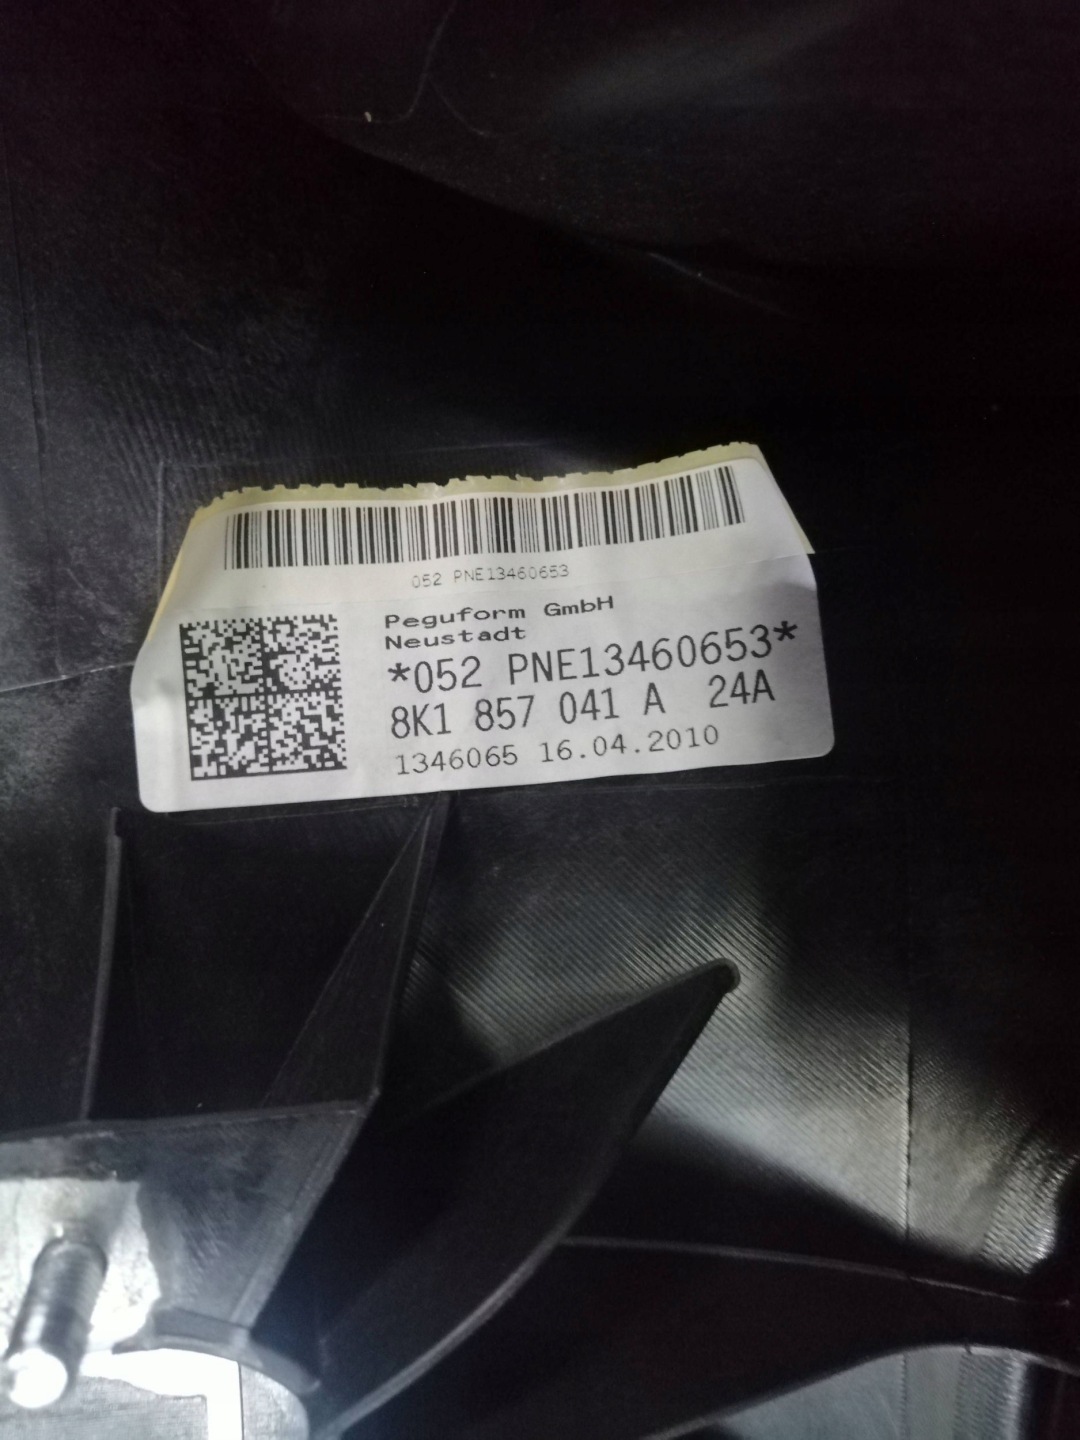 052 PNE13460653
Peguform GmbH
Neustadt
*052 PNE13460653*
8K1 857 041 A 24A
1346065 16.04.2010